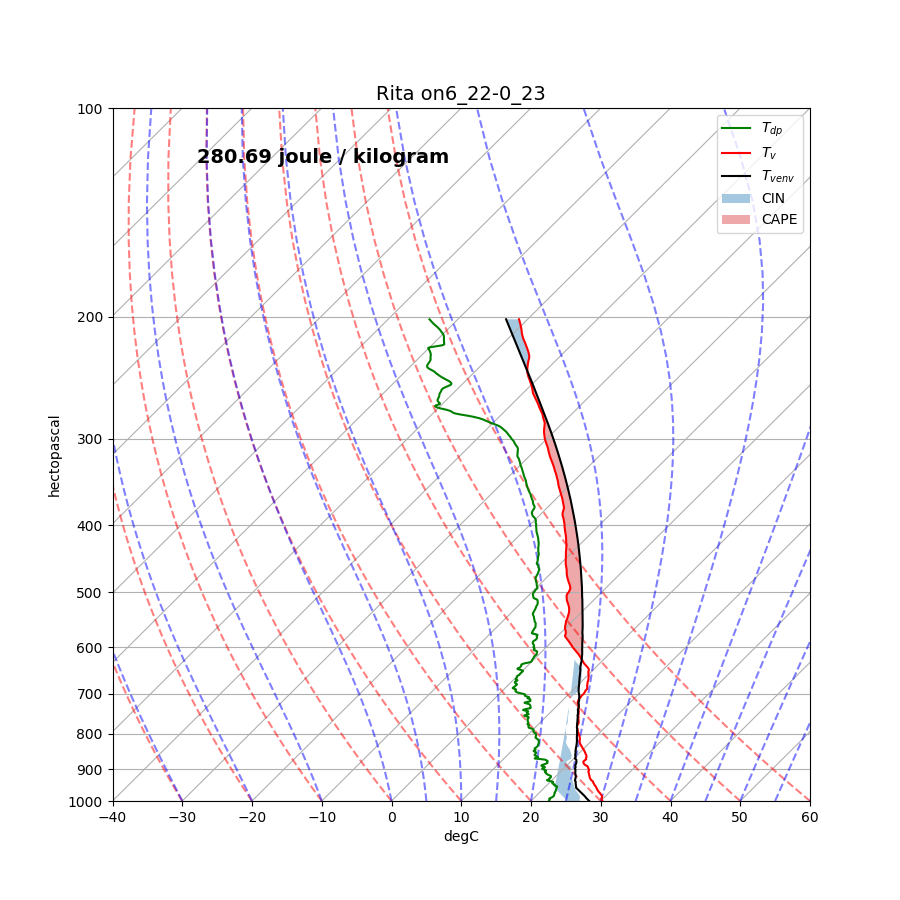 Rita on6_22-0_23
280.69 joule / kilogram
T_dp
T_v
T_venv
CIN
CAPE
hectopascal
100
200
300
400
500
600
700
800
900
1000
−40 −30 −20 −10 0 10 20 30 40 50 60
degC